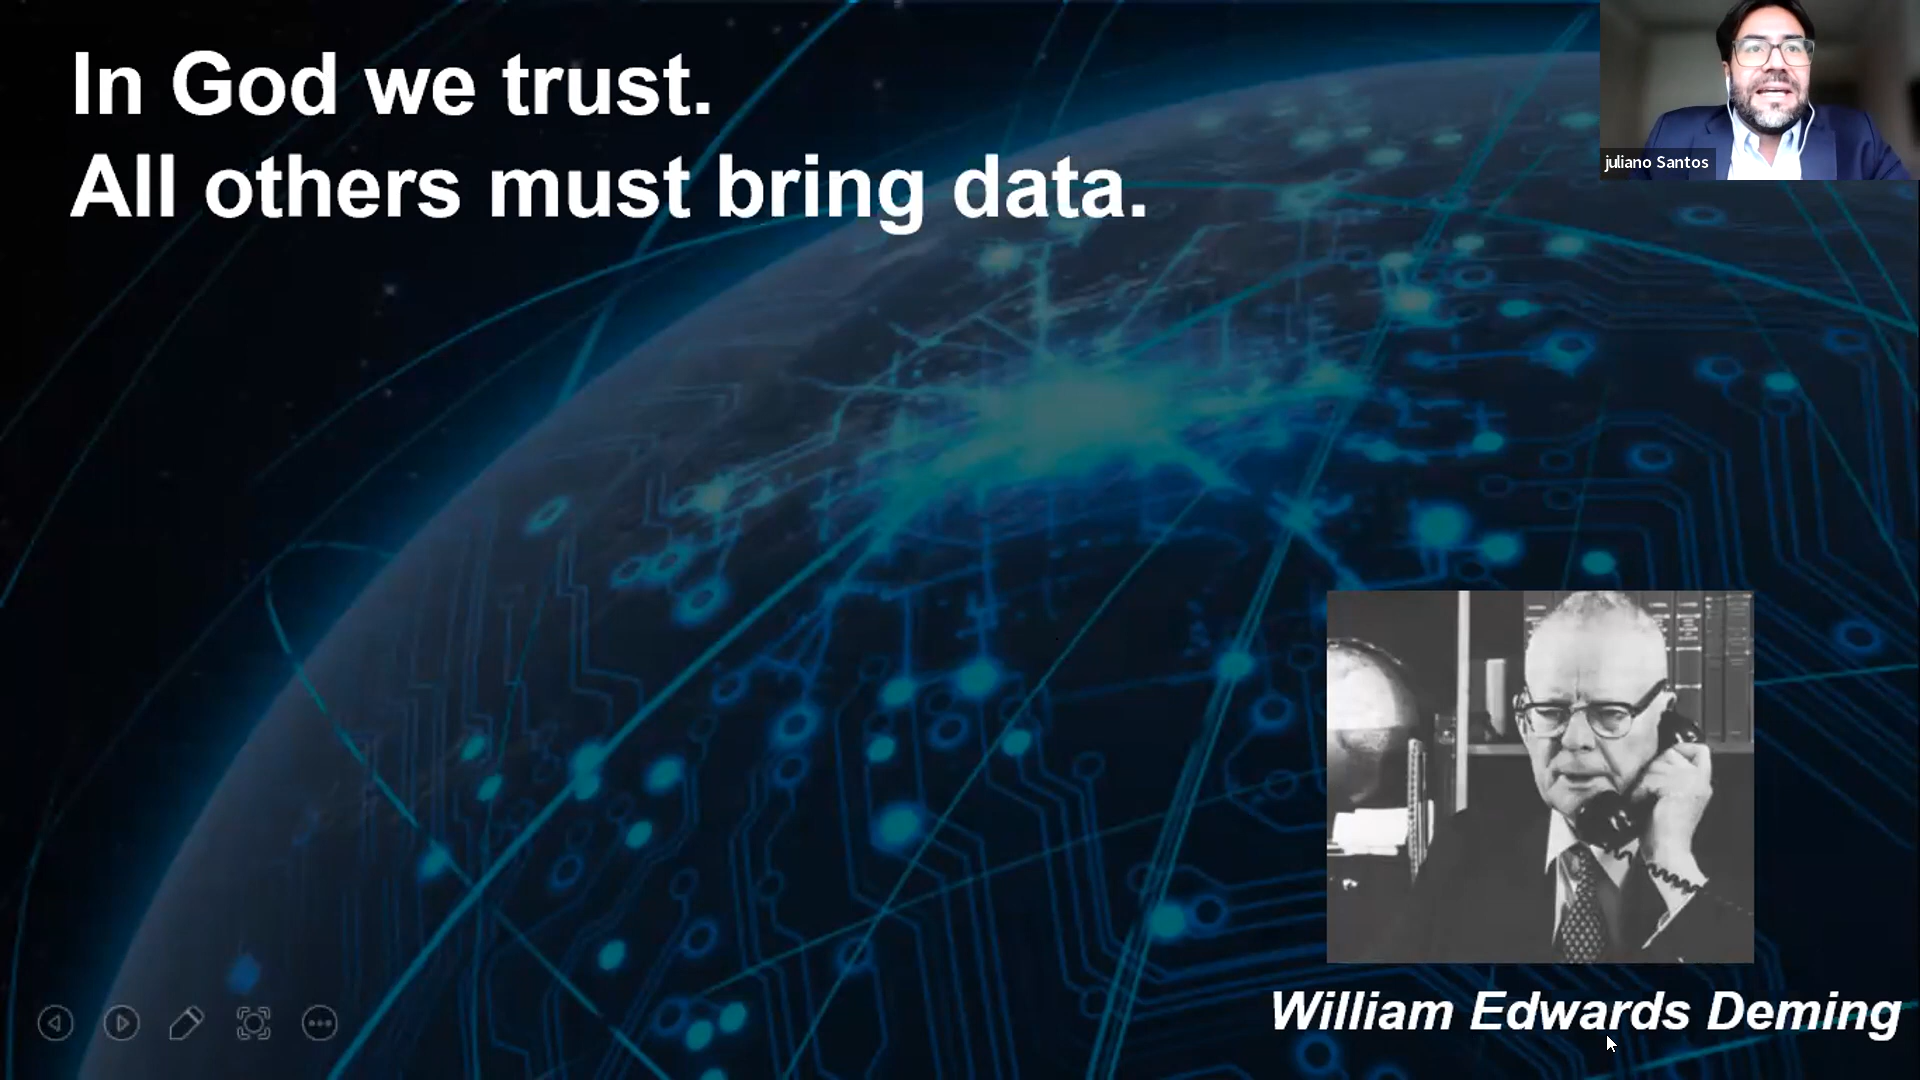 In God we trust.
All others must bring data.
juliano Santos
William Edwards Deming